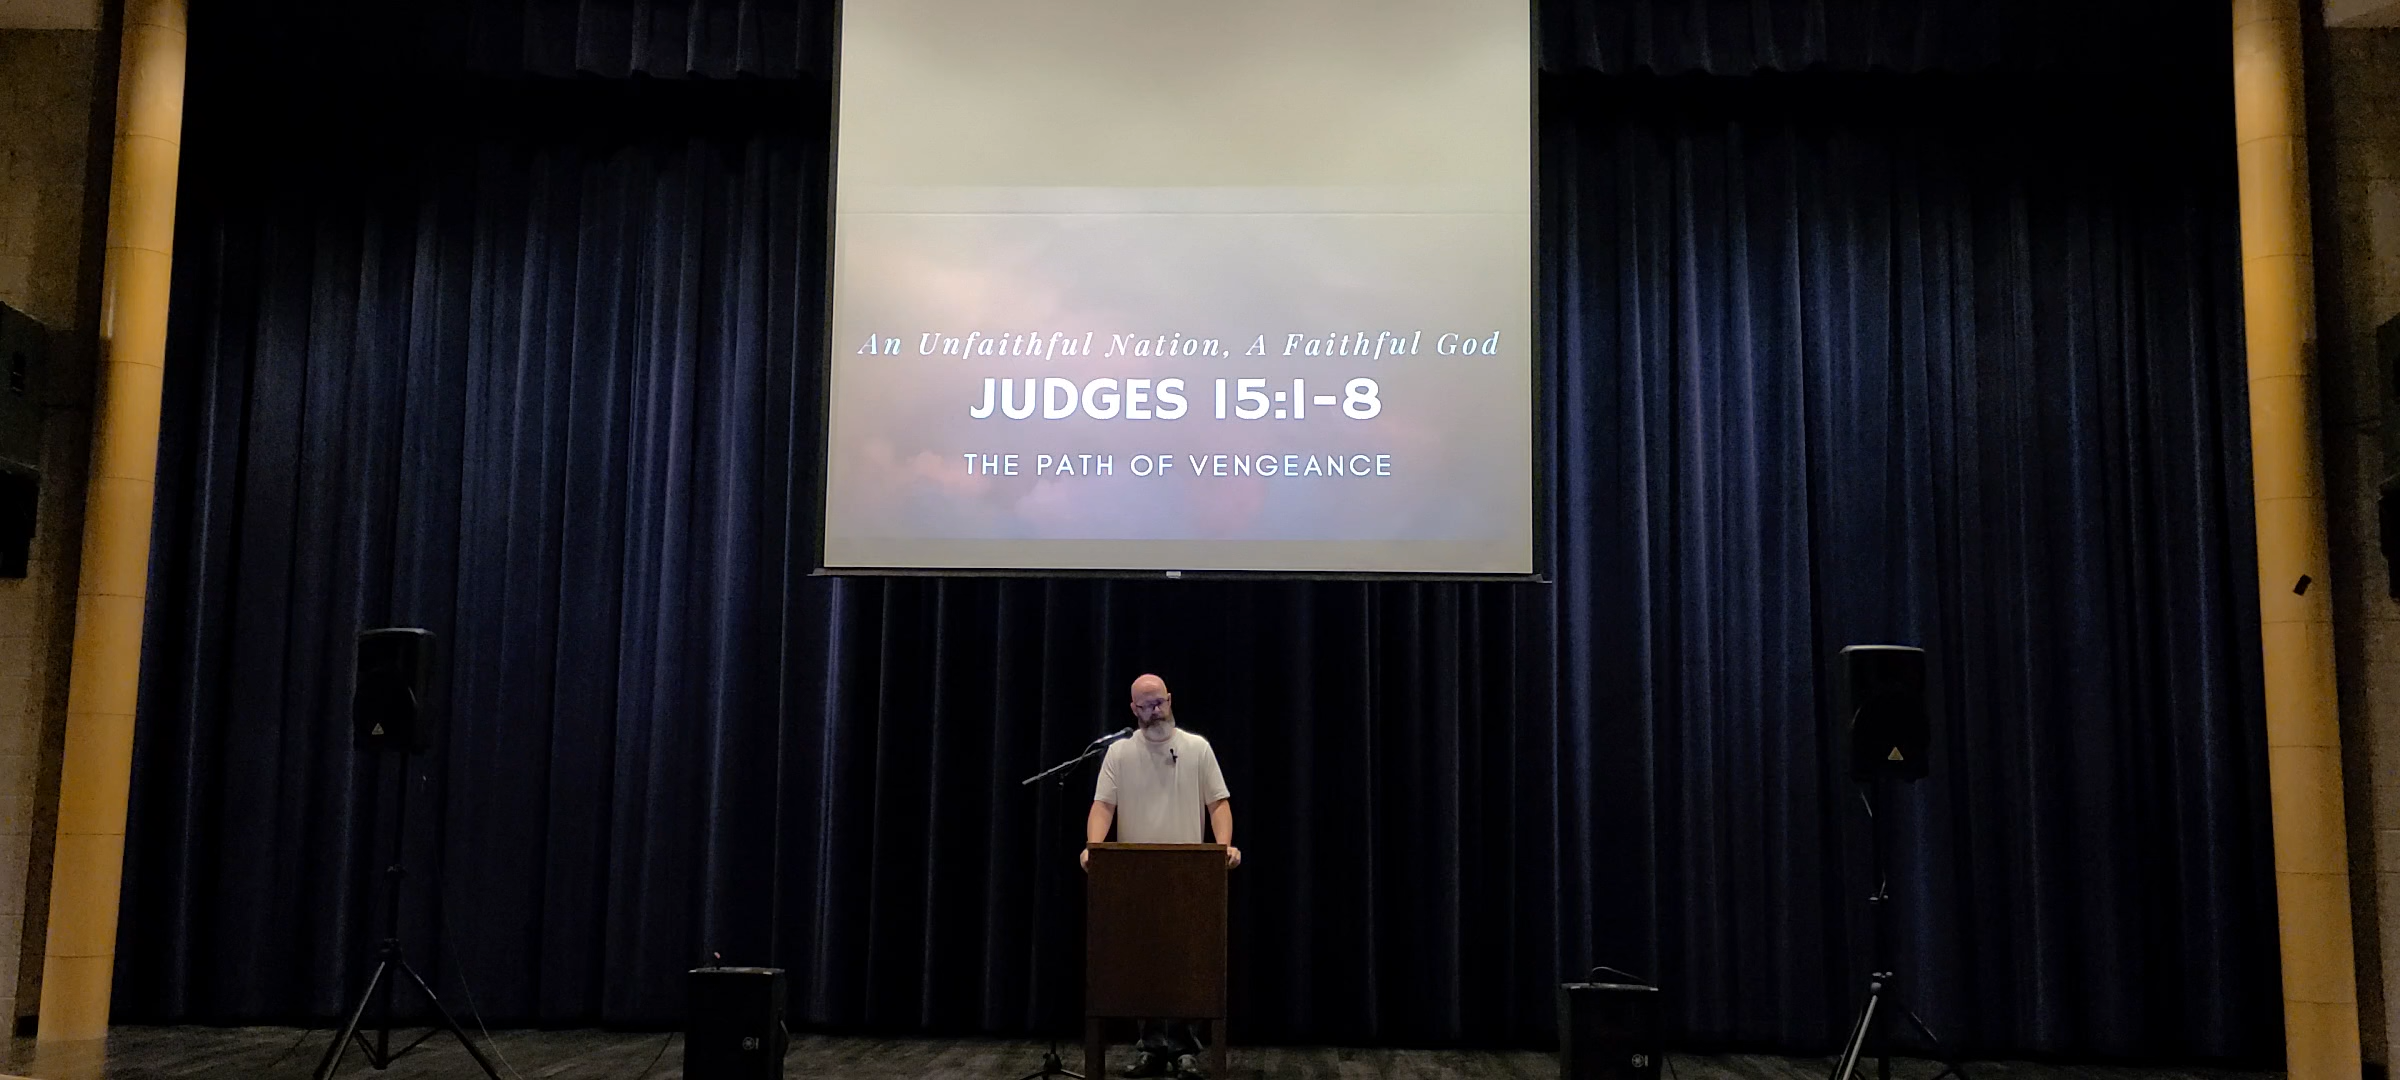 An Unfaithful Nation, A Faithful God
JUDGES 15:1-8
THE PATH OF VENGEANCE